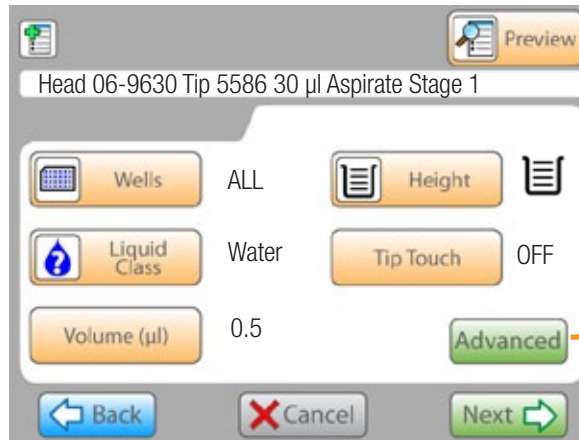 Preview
Head 06-9630 Tip 5586 30 µl Aspirate Stage 1
Wells ALL Height
Liquid Class Water Tip Touch OFF
Volume (µl) 0.5 Advanced
Back Cancel Next